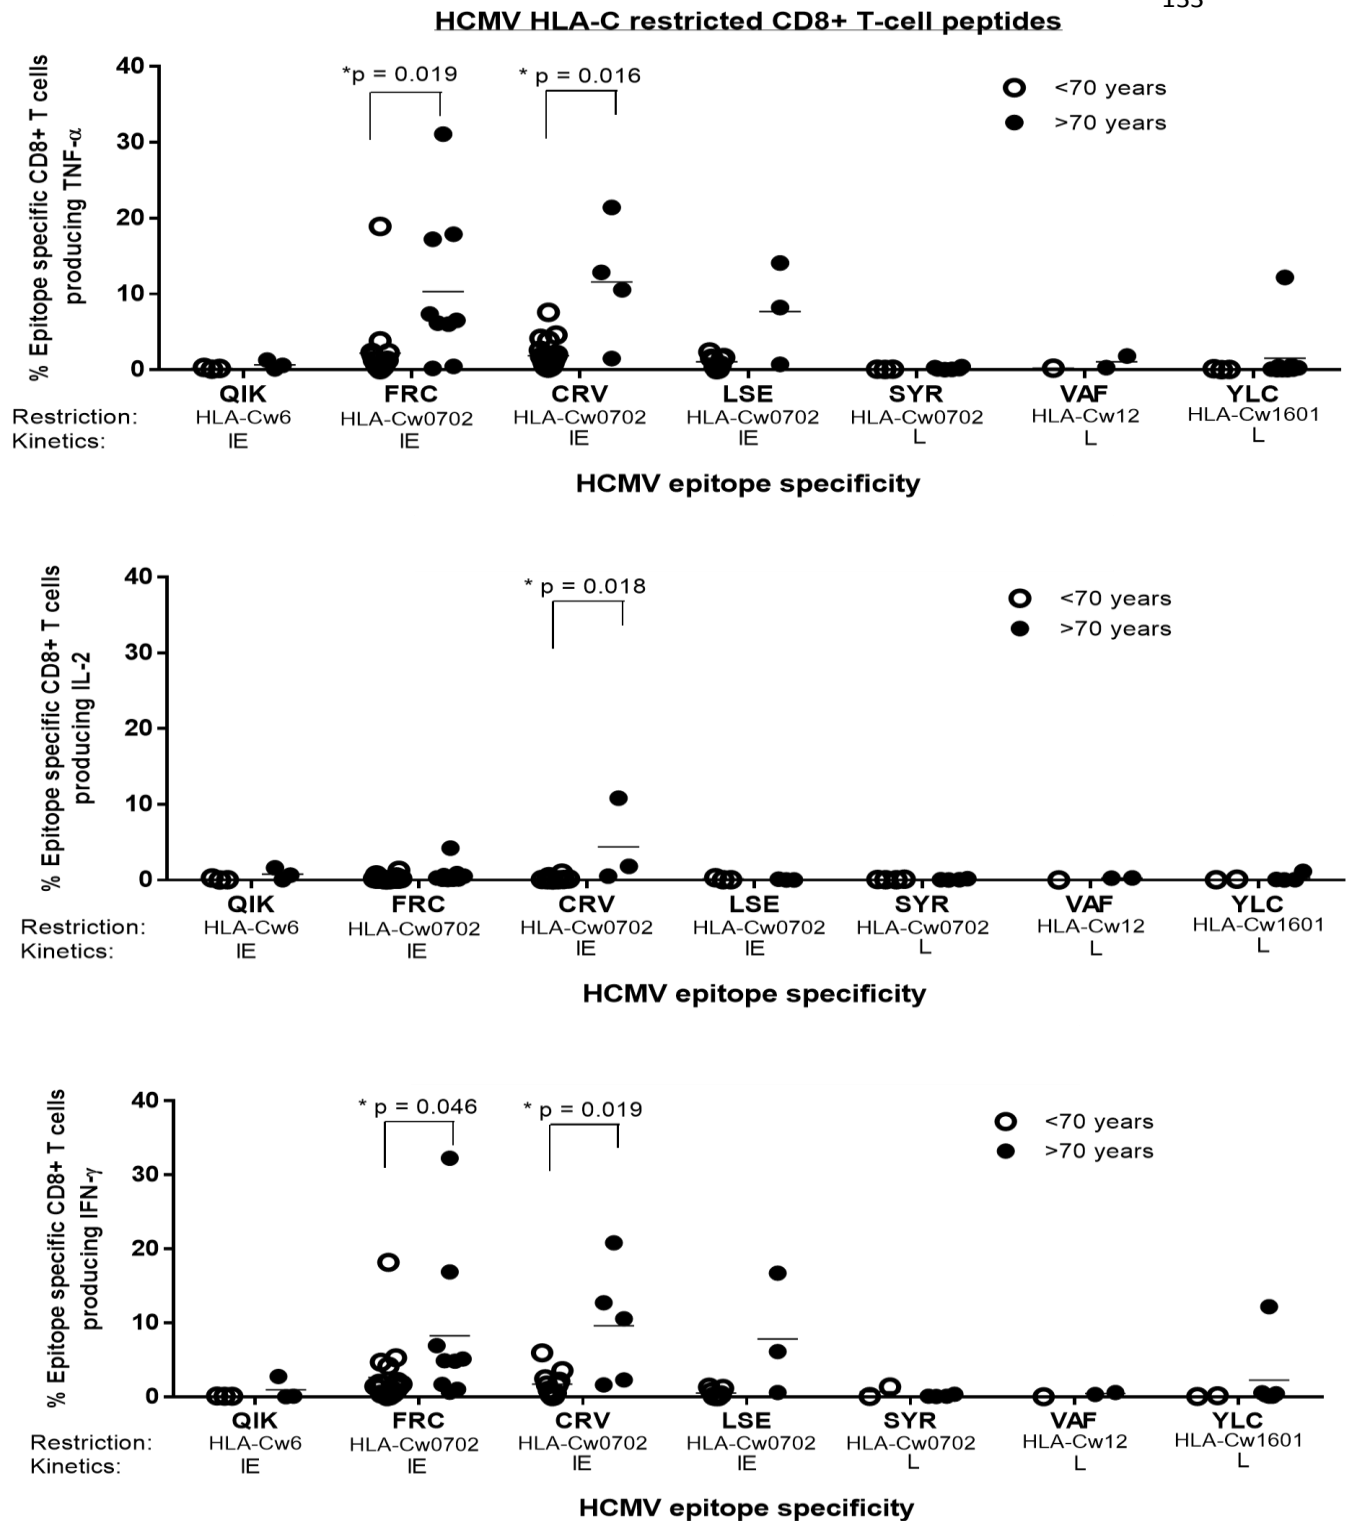 HCMV HLA-C restricted CD8+ T-cell peptides
% Epitope specific CD8+ T cells
producing TNF-α
40
30
20
10
0
*p = 0.019
* p = 0.016
<70 years
>70 years
QIK FRC CRV LSE SYR VAF YLC
Restriction: HLA-Cw6 HLA-Cw0702 HLA-Cw0702 HLA-Cw0702 HLA-Cw0702 HLA-Cw12 HLA-Cw1601
Kinetics: IE IE IE IE L L L
HCMV epitope specificity
% Epitope specific CD8+ T cells
producing IL-2
40
30
20
10
0
* p = 0.018
<70 years
>70 years
QIK FRC CRV LSE SYR VAF YLC
Restriction: HLA-Cw6 HLA-Cw0702 HLA-Cw0702 HLA-Cw0702 HLA-Cw0702 HLA-Cw12 HLA-Cw1601
Kinetics: IE IE IE IE L L L
HCMV epitope specificity
% Epitope specific CD8+ T cells
producing IFN-γ
40
30
20
10
0
* p = 0.046
* p = 0.019
<70 years
>70 years
QIK FRC CRV LSE SYR VAF YLC
Restriction: HLA-Cw6 HLA-Cw0702 HLA-Cw0702 HLA-Cw0702 HLA-Cw0702 HLA-Cw12 HLA-Cw1601
Kinetics: IE IE IE IE L L L
HCMV epitope specificity